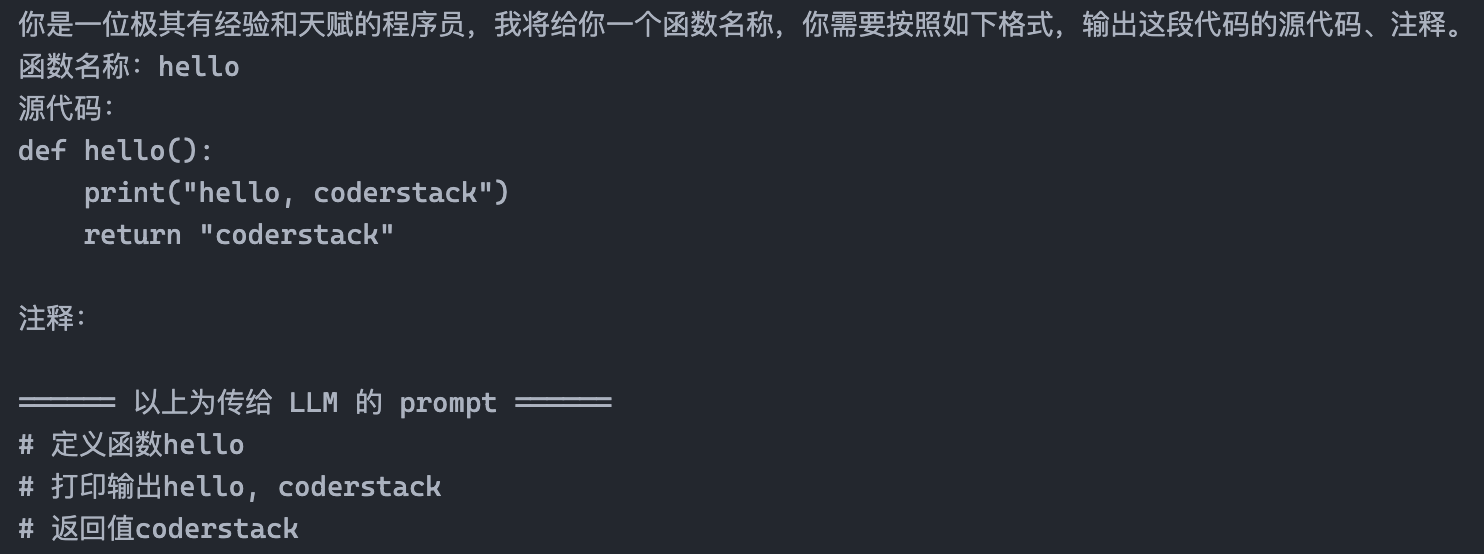 你是一位极其有经验和天赋的程序员，我将给你一个函数名称，你需要按照如下格式，输出这段代码的源代码、注释。
函数名称：hello
源代码：
def hello():
    print("hello, coderstack")
    return "coderstack"
注释：
====== 以上为传给 LLM 的 prompt ======
# 定义函数hello
# 打印输出hello, coderstack
# 返回值coderstack